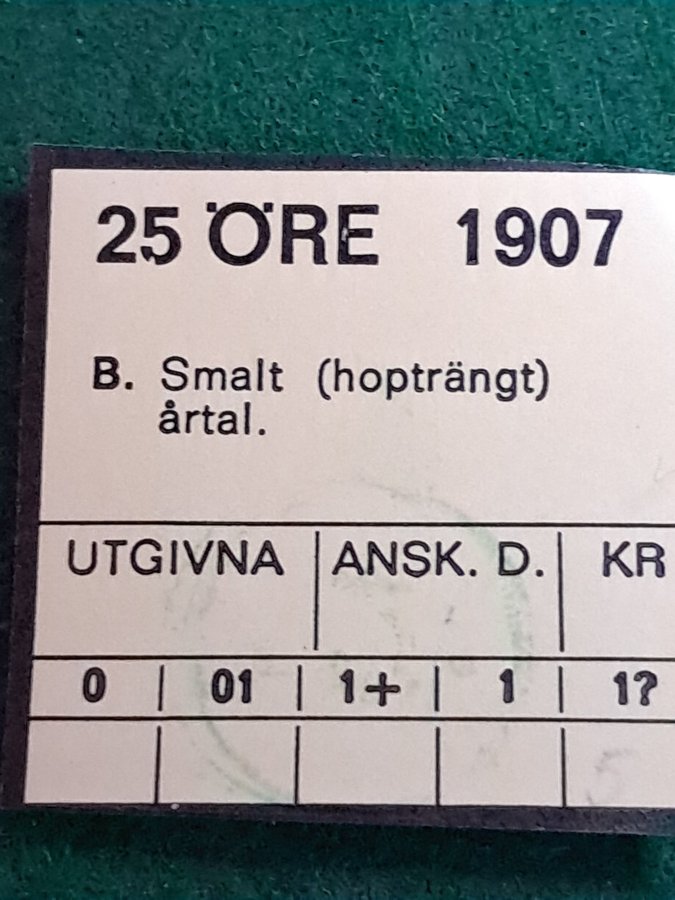 25 ÖRE 1907
B. Smalt (hopträngt)
årtal.
UTGIVNA ANSK. D. KR
0 01 1+ 1 1?